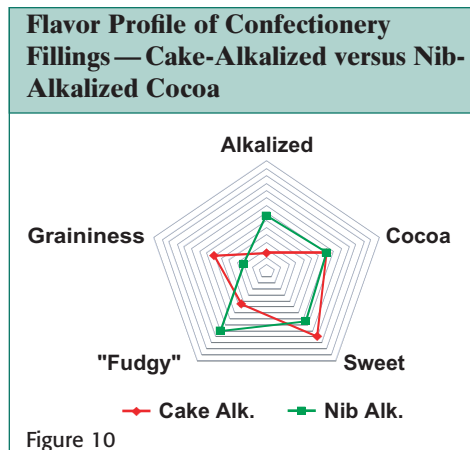 Flavor Profile of Confectionery
Fillings — Cake-Alkalized versus Nib-
Alkalized Cocoa
Alkalized
Graininess
Cocoa
"Fudgy"
Sweet
Cake Alk.
Nib Alk.
Figure 10